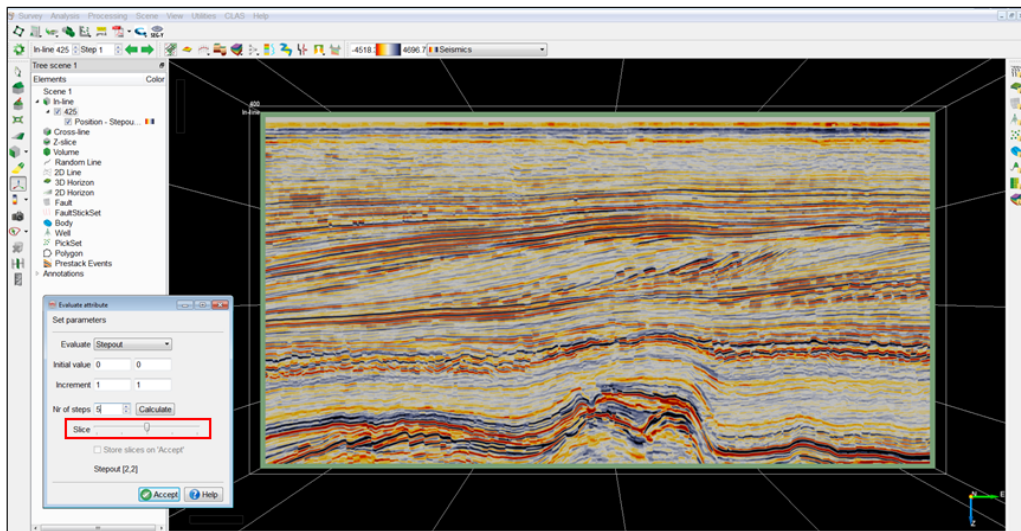 Survey Analysis Processing Scene View Utilities CLAS Help
SEG-Y
In-line 425 Step 1 -4518.3 4696.7 Seismics
Tree scene 1
Elements Color
Scene 1
In-line
425
Position - Stepou...
Cross-line
Z-slice
Volume
Random Line
2D Line
3D Horizon
2D Horizon
Fault
FaultStickSet
Body
Well
PickSet
Polygon
Prestack Events
Annotations
600
In-line
Evaluate attribute
Set parameters
Evaluate Stepout
Initial value 0 0
Increment 1 1
Nr of steps 5 Calculate
Slice
Store slices on 'Accept'
Stepout [2,2]
Accept Help
N E
Z